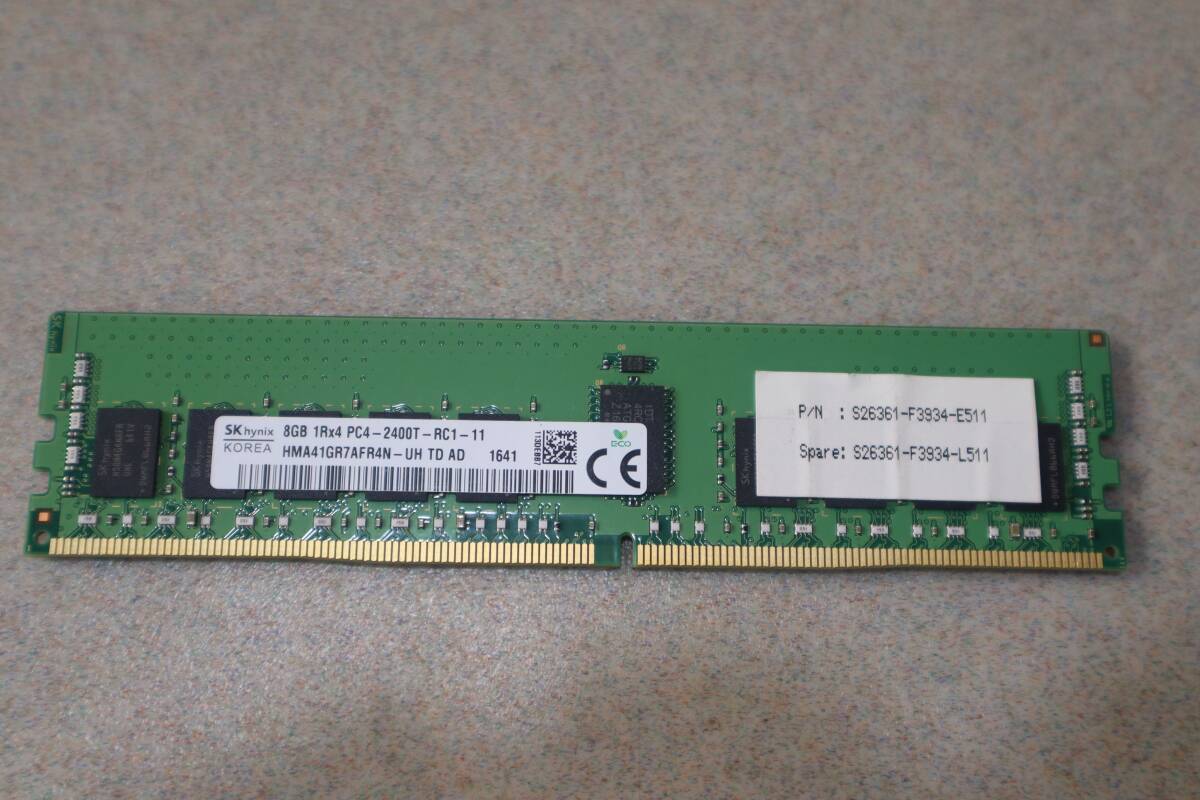 SK hynix
KOREA
8GB 1Rx4 PC4-2400T-RC1-11
HMA41GR7AFR4N-UH TD AD 1641
ECO
CE
P/N : S26361-F3934-E511
Spare: S26361-F3934-L511